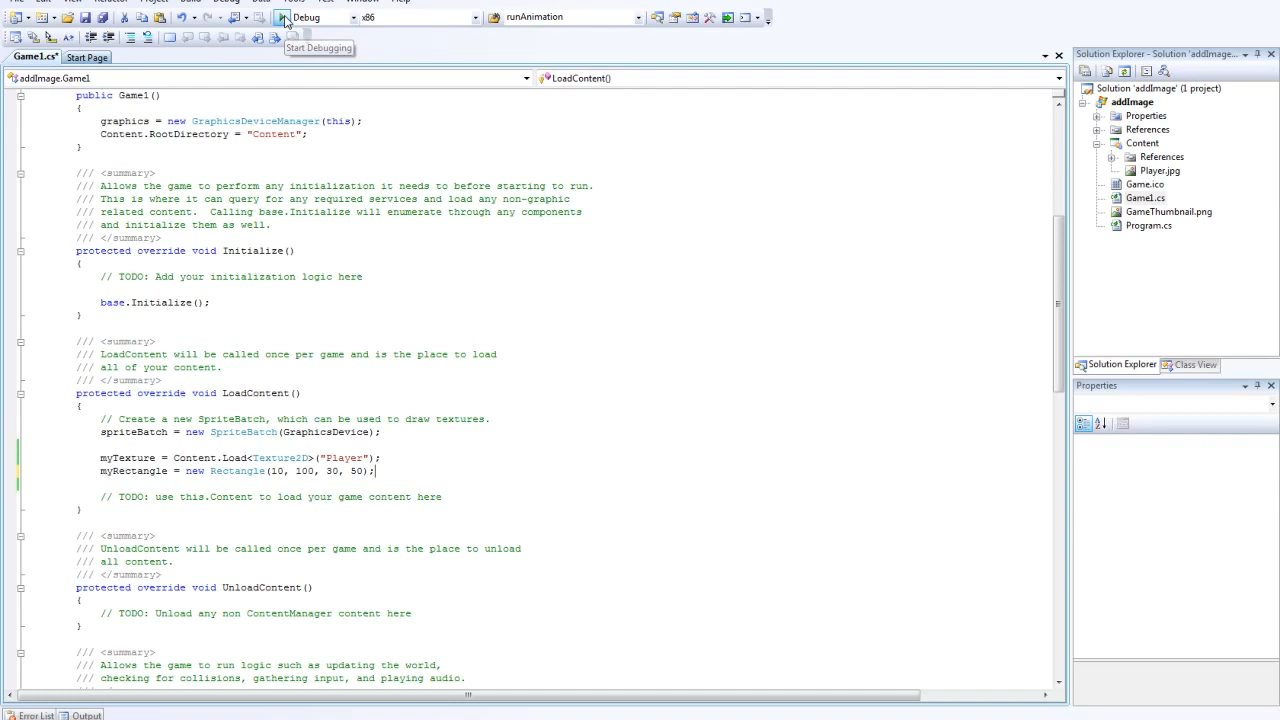 File Edit View Refactor Project Build Debug Data Tools Test Window Help
Debug x86 runAnimation
Start Debugging
Game1.cs* Start Page
addImage.Game1 LoadContent()
public Game1()
{
graphics = new GraphicsDeviceManager(this);
Content.RootDirectory = "Content";
}
/// <summary>
/// Allows the game to perform any initialization it needs to before starting to run.
/// This is where it can query for any required services and load any non-graphic
/// related content.  Calling base.Initialize will enumerate through any components
/// and initialize them as well.
/// </summary>
protected override void Initialize()
{
// TODO: Add your initialization logic here
base.Initialize();
}
/// <summary>
/// LoadContent will be called once per game and is the place to load
/// all of your content.
/// </summary>
protected override void LoadContent()
{
// Create a new SpriteBatch, which can be used to draw textures.
spriteBatch = new SpriteBatch(GraphicsDevice);
myTexture = Content.Load<Texture2D>("Player");
myRectangle = new Rectangle(10, 100, 30, 50);
// TODO: use this.Content to load your game content here
}
/// <summary>
/// UnloadContent will be called once per game and is the place to unload
/// all content.
/// </summary>
protected override void UnloadContent()
{
// TODO: Unload any non ContentManager content here
}
/// <summary>
/// Allows the game to run logic such as updating the world,
/// checking for collisions, gathering input, and playing audio.
Error List Output
Solution Explorer - Solution 'addImage...
Solution 'addImage' (1 project)
addImage
Properties
References
Content
References
Player.jpg
Game.ico
Game1.cs
GameThumbnail.png
Program.cs
Solution Explorer Class View
Properties